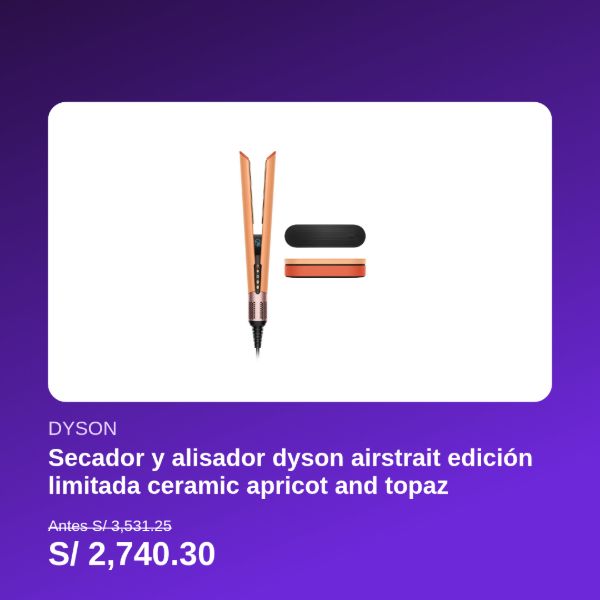 DYSON
Secador y alisador dyson airstrait edición
limitada ceramic apricot and topaz
Antes S/ 3,531.25
S/ 2,740.30